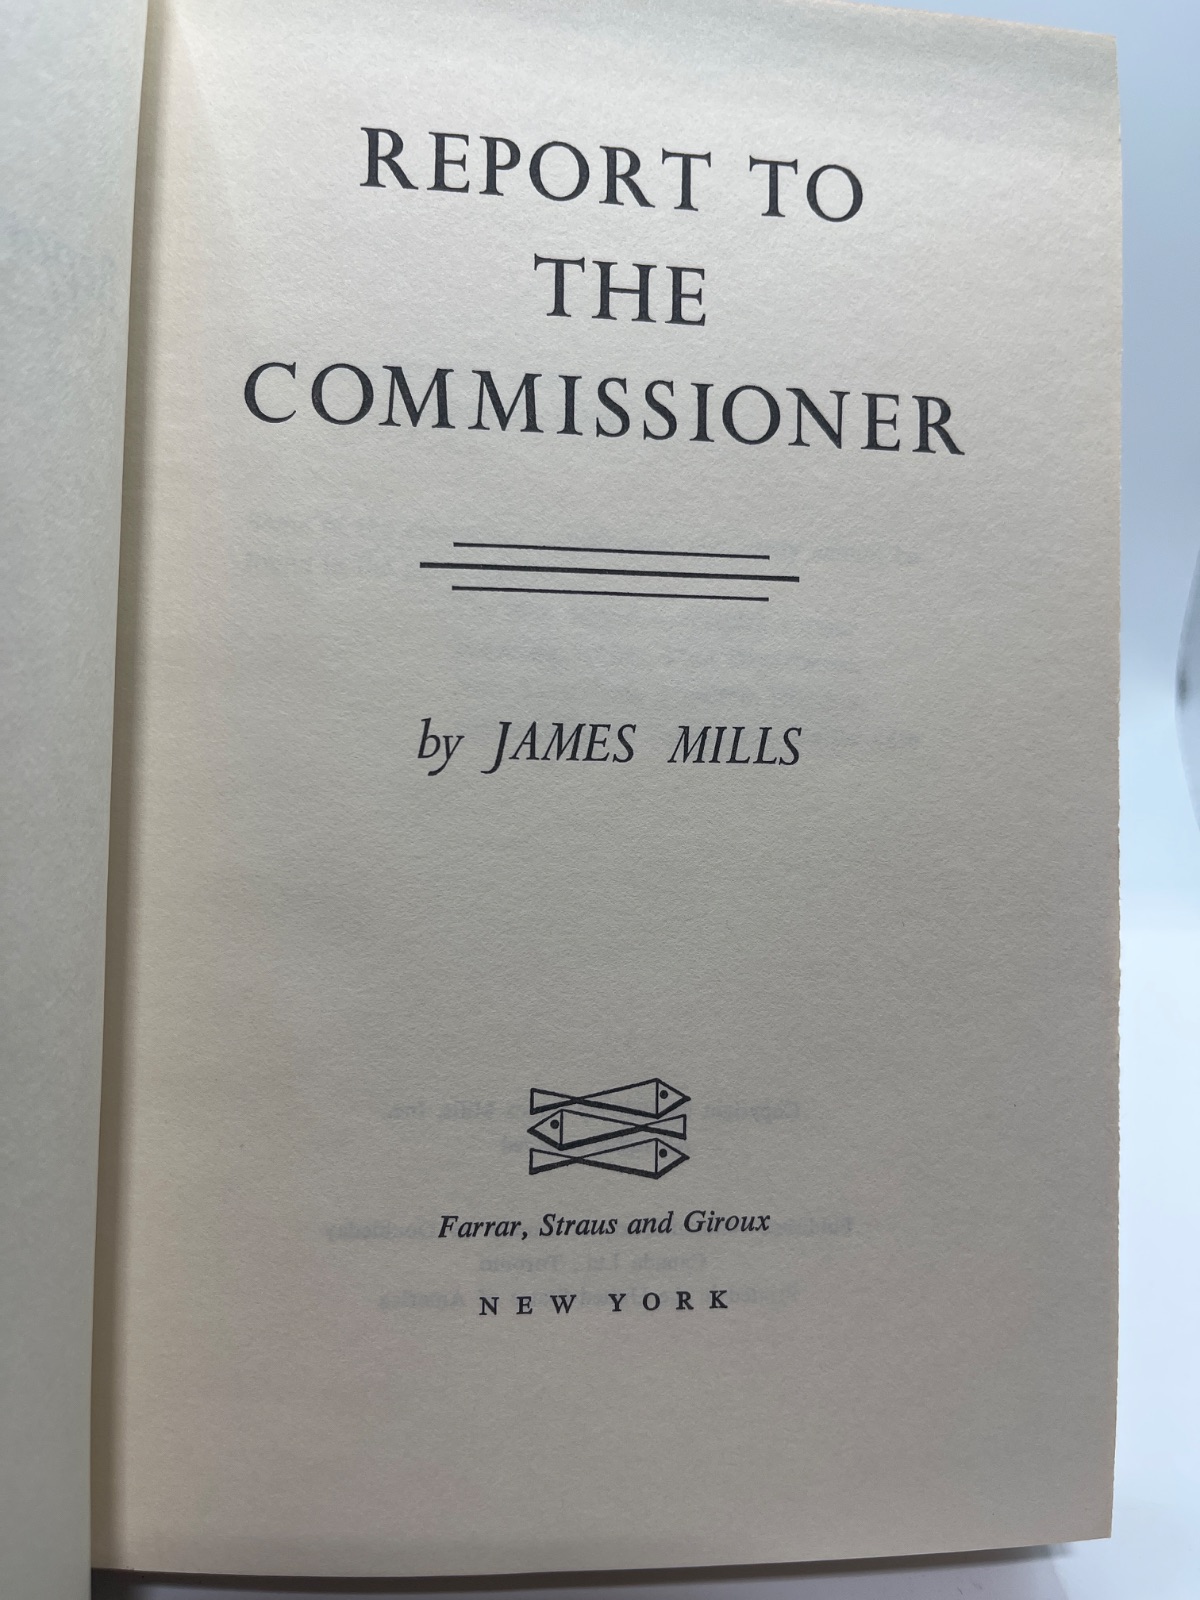 REPORT TO
THE
COMMISSIONER
by JAMES MILLS
Farrar, Straus and Giroux
NEW YORK